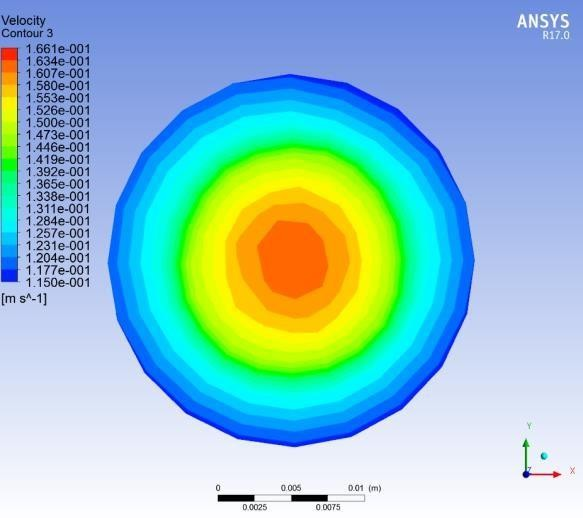 Velocity
Contour 3
ANSYS
R17.0
1.661e-001
1.634e-001
1.607e-001
1.580e-001
1.553e-001
1.526e-001
1.500e-001
1.473e-001
1.446e-001
1.419e-001
1.392e-001
1.365e-001
1.338e-001
1.311e-001
1.284e-001
1.257e-001
1.231e-001
1.204e-001
1.177e-001
1.150e-001
[m s^-1]
Y
Z
X
0 0.005 0.01 (m)
0.0025 0.0075